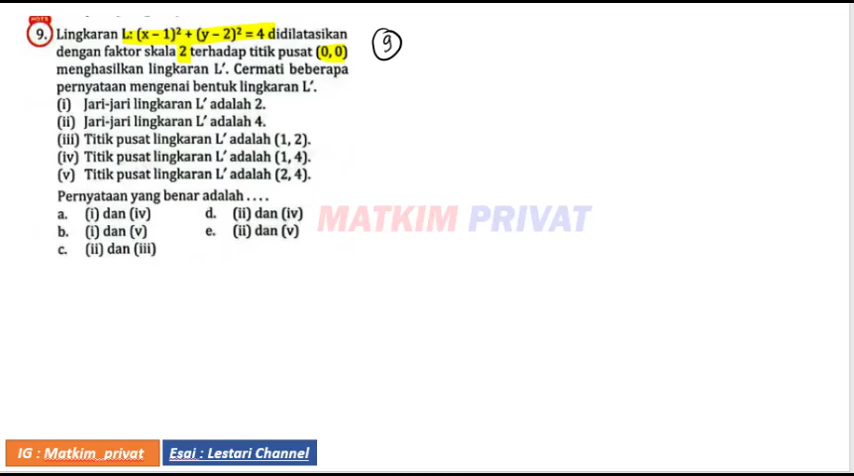 HOTS
9. Lingkaran L: (x – 1)² + (y – 2)² = 4 didilatasikan
dengan faktor skala 2 terhadap titik pusat (0, 0)
menghasilkan lingkaran L′. Cermati beberapa
pernyataan mengenai bentuk lingkaran L′.
(i) Jari-jari lingkaran L′ adalah 2.
(ii) Jari-jari lingkaran L′ adalah 4.
(iii) Titik pusat lingkaran L′ adalah (1, 2).
(iv) Titik pusat lingkaran L′ adalah (1, 4).
(v) Titik pusat lingkaran L′ adalah (2, 4).
Pernyataan yang benar adalah . . . .
a. (i) dan (iv) d. (ii) dan (iv)
b. (i) dan (v) e. (ii) dan (v)
c. (ii) dan (iii)
9
MATKIM PRIVAT
IG : Matkim_privat Esai : Lestari Channel